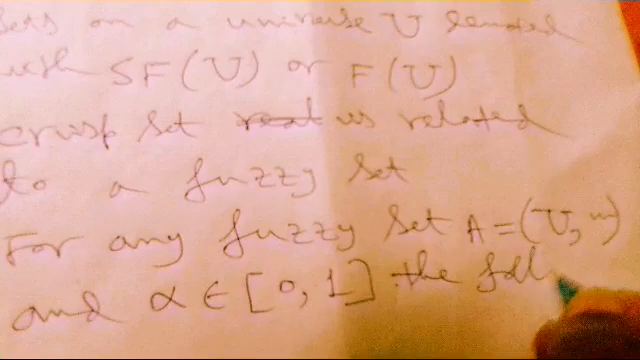 sets on a universe U denoted
with SF(U) or F(U)
crisp set is related
to a fuzzy set
For any fuzzy set A = (U, m)
and α ∈ [0, 1] the foll